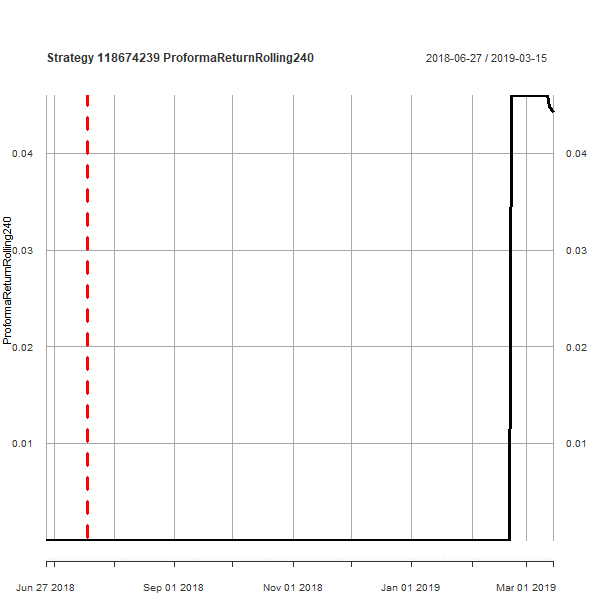 Strategy 118674239 ProformaReturnRolling240
2018-06-27 / 2019-03-15
ProformaReturnRolling240
0.04 0.04
0.03 0.03
0.02 0.02
0.01 0.01
Jun 27 2018 Sep 01 2018 Nov 01 2018 Jan 01 2019 Mar 01 2019